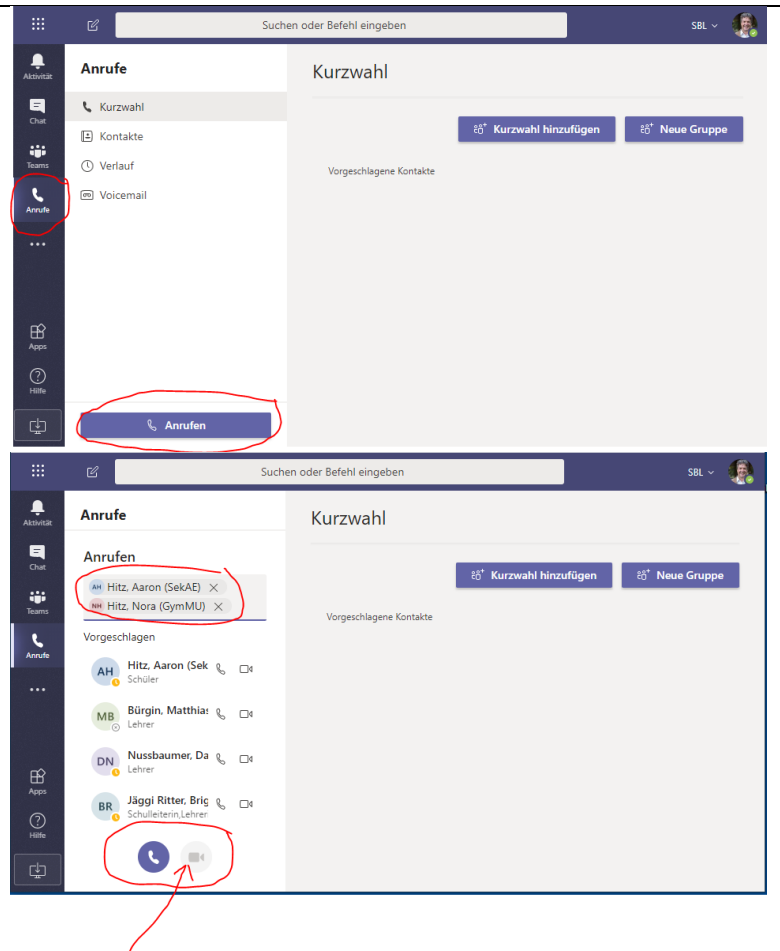 Suchen oder Befehl eingeben
SBL
Aktivität
Chat
Teams
Anrufe
Apps
Hilfe
Anrufe
Kurzwahl
Kontakte
Verlauf
Voicemail
Anrufen
Kurzwahl
Kurzwahl hinzufügen
Neue Gruppe
Vorgeschlagene Kontakte
Suchen oder Befehl eingeben
SBL
Aktivität
Chat
Teams
Anrufe
Apps
Hilfe
Anrufe
Anrufen
AH Hitz, Aaron (SekAE)
NH Hitz, Nora (GymMU)
Vorgeschlagen
AH Hitz, Aaron (Sek
Schüler
MB Bürgin, Matthia
Lehrer
DN Nussbaumer, Da
Lehrer
BR Jäggi Ritter, Brig
Schulleiterin,Lehrer
Kurzwahl
Kurzwahl hinzufügen
Neue Gruppe
Vorgeschlagene Kontakte